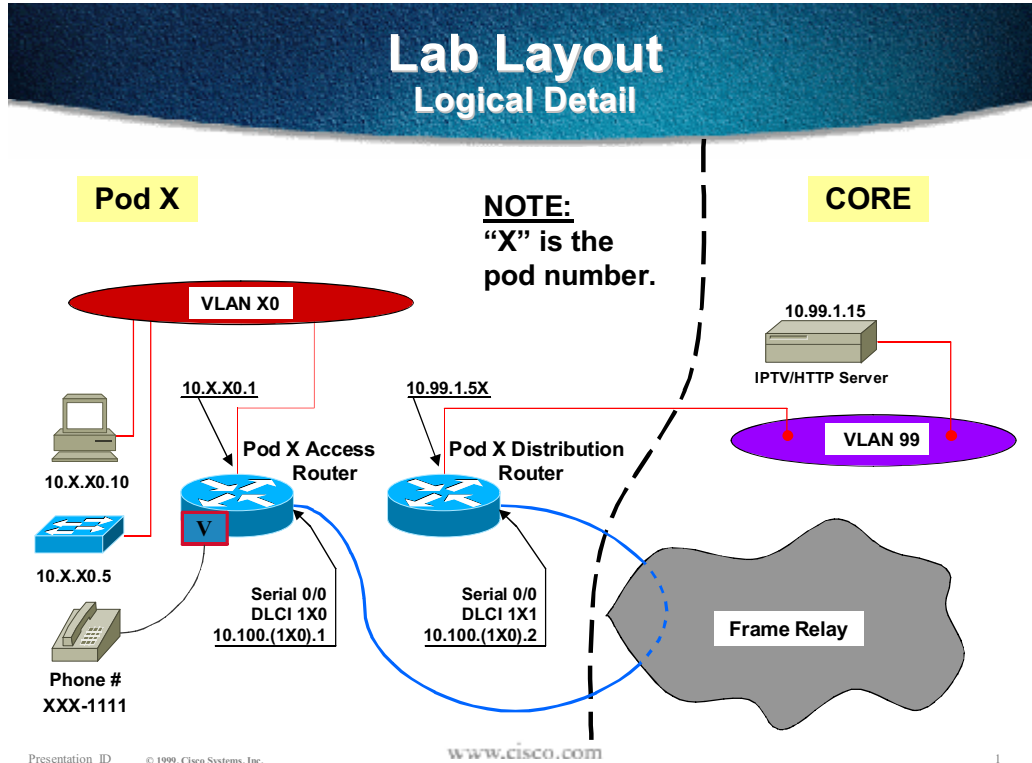 Lab Layout
Logical Detail
Pod X
NOTE:
“X” is the
pod number.
CORE
VLAN X0
10.99.1.15
IPTV/HTTP Server
10.X.X0.1
10.99.1.5X
VLAN 99
Pod X Access
Router
Pod X Distribution
Router
10.X.X0.10
V
10.X.X0.5
Serial 0/0
DLCI 1X0
10.100.(1X0).1
Serial 0/0
DLCI 1X1
10.100.(1X0).2
Frame Relay
Phone #
XXX-1111
Presentation_ID
© 1999, Cisco Systems, Inc.
www.cisco.com
1